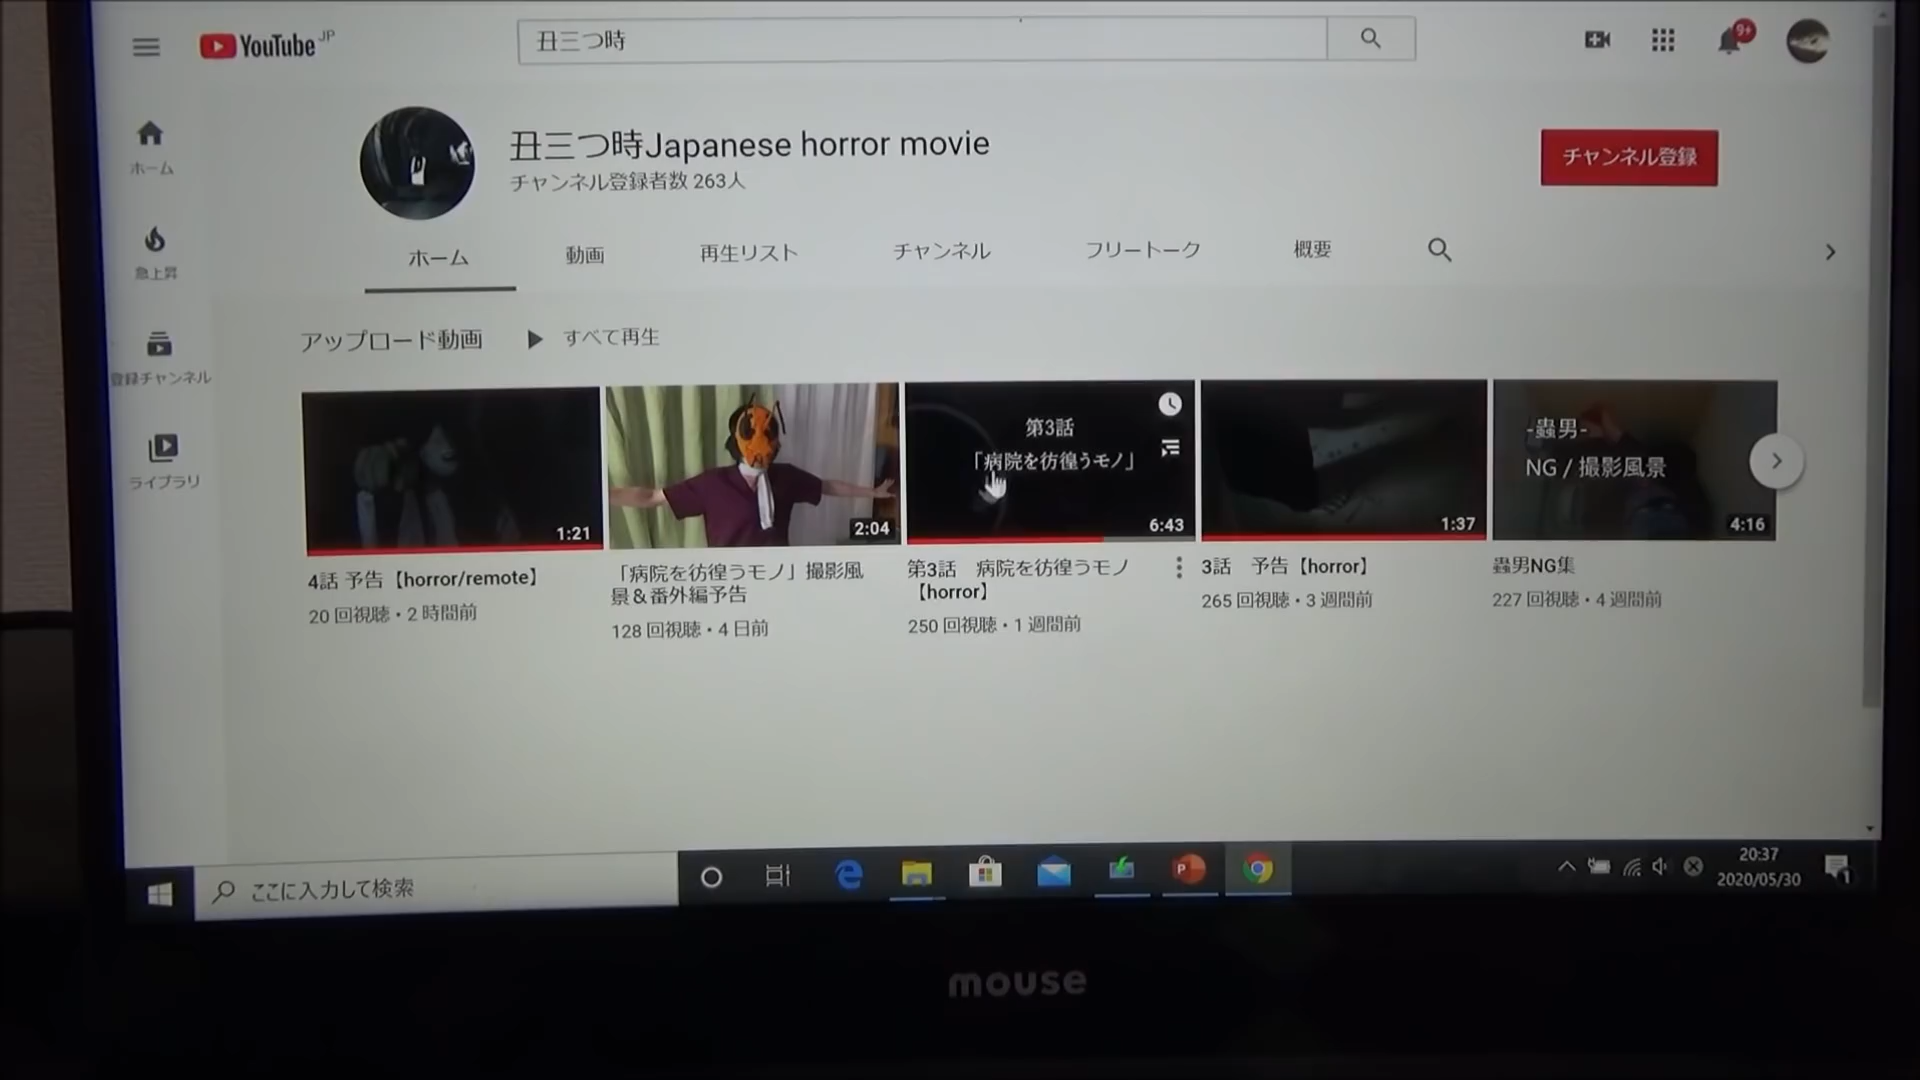 YouTube JP
丑三つ時
9+
丑三つ時Japanese horror movie
チャンネル登録者数 263人
チャンネル登録
ホーム
急上昇
登録チャンネル
ライブラリ
ホーム
動画
再生リスト
チャンネル
フリートーク
概要
アップロード動画
すべて再生
1:21
4話 予告【horror/remote】
20 回視聴・2 時間前
2:04
「病院を彷徨うモノ」撮影風
景＆番外編予告
128 回視聴・4 日前
第3話
「病院を彷徨うモノ」
6:43
第3話　病院を彷徨うモノ
【horror】
250 回視聴・1 週間前
1:37
3話　予告【horror】
265 回視聴・3 週間前
-蟲男-
NG / 撮影風景
4:16
蟲男NG集
227 回視聴・4 週間前
ここに入力して検索
20:37
2020/05/30
1
mouse